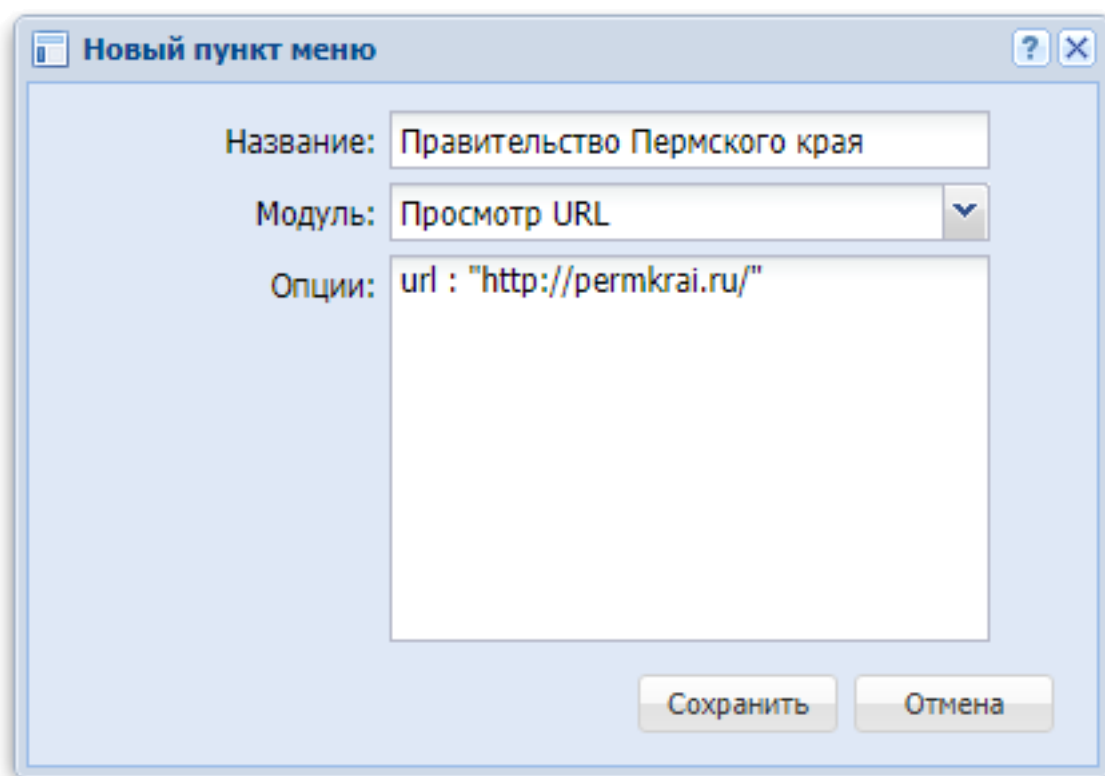 Новый пункт меню
Название: Правительство Пермского края
Модуль: Просмотр URL
Опции: url : "http://permkrai.ru/"
Сохранить Отмена